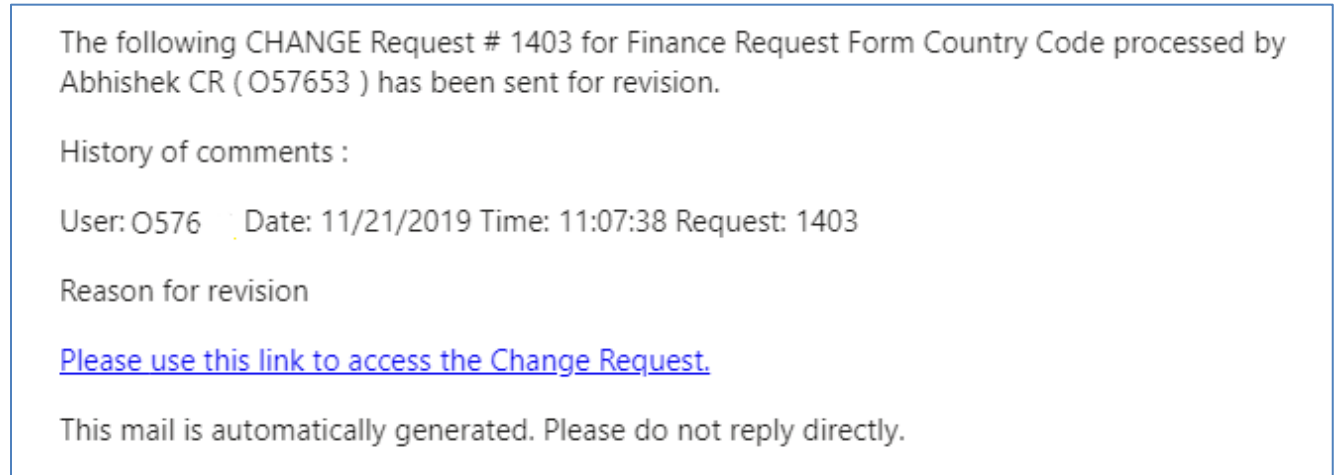 The following CHANGE Request # 1403 for Finance Request Form Country Code processed by
Abhishek CR ( O57653 ) has been sent for revision.
History of comments :
User: O576 Date: 11/21/2019 Time: 11:07:38 Request: 1403
Reason for revision
Please use this link to access the Change Request.
This mail is automatically generated. Please do not reply directly.